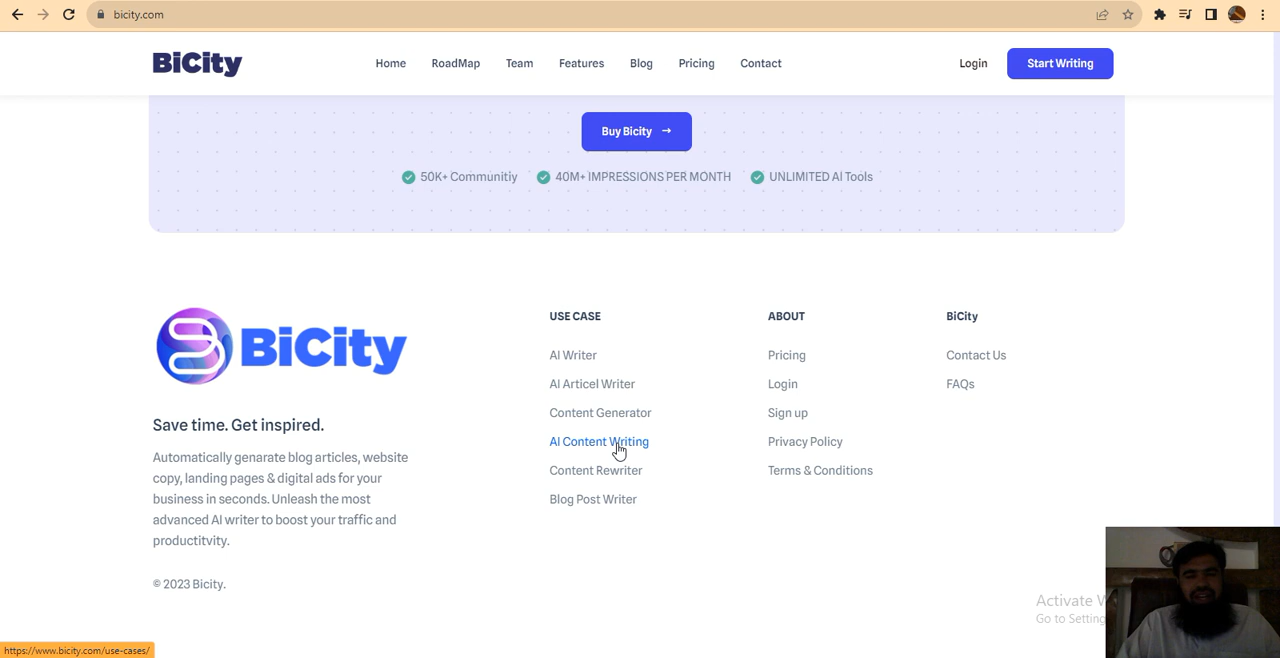 bicity.com
BiCity
Home RoadMap Team Features Blog Pricing Contact Login Start Writing
Buy Bicity →
50K+ Communitiy 40M+ IMPRESSIONS PER MONTH UNLIMITED AI Tools
BiCity
Save time. Get inspired.
Automatically genarate blog articles, website
copy, landing pages & digital ads for your
business in seconds. Unleash the most
advanced AI writer to boost your traffic and
productitvity.
© 2023 Bicity.
USE CASE
AI Writer
AI Articel Writer
Content Generator
AI Content Writing
Content Rewriter
Blog Post Writer
ABOUT
Pricing
Login
Sign up
Privacy Policy
Terms & Conditions
BiCity
Contact Us
FAQs
Activate
Go to
https://www.bicity.com/use-cases/